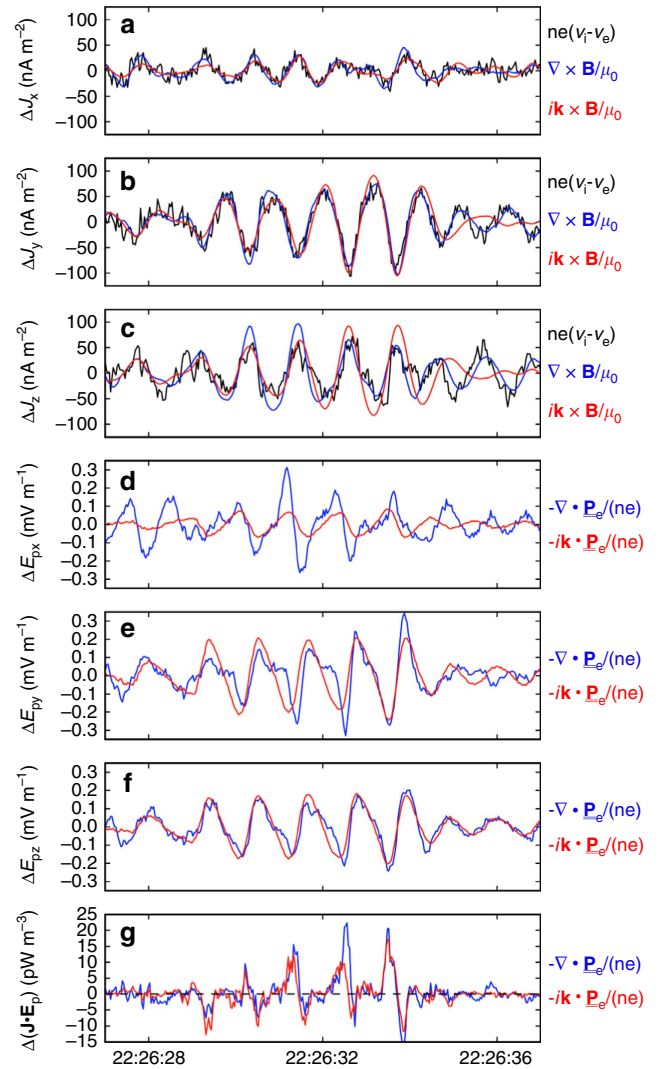 a
100
50
0
−50
−100
ΔJx (nA m−2)
ne(vi-ve)
∇ × B/μ0
ik × B/μ0
b
100
50
0
−50
−100
ΔJy (nA m−2)
ne(vi-ve)
∇ × B/μ0
ik × B/μ0
c
100
50
0
−50
−100
ΔJz (nA m−2)
ne(vi-ve)
∇ × B/μ0
ik × B/μ0
d
0.3
0.2
0.1
0.0
−0.1
−0.2
−0.3
ΔEpx (mV m−1)
-∇ • Pe/(ne)
-ik • Pe/(ne)
e
0.3
0.2
0.1
0.0
−0.1
−0.2
−0.3
ΔEpy (mV m−1)
-∇ • Pe/(ne)
-ik • Pe/(ne)
f
0.3
0.2
0.1
0.0
−0.1
−0.2
−0.3
ΔEpz (mV m−1)
-∇ • Pe/(ne)
-ik • Pe/(ne)
g
25
20
15
10
5
0
−5
−10
−15
Δ(J•Ep) (pW m−3)
-∇ • Pe/(ne)
-ik • Pe/(ne)
22:26:28 22:26:32 22:26:36